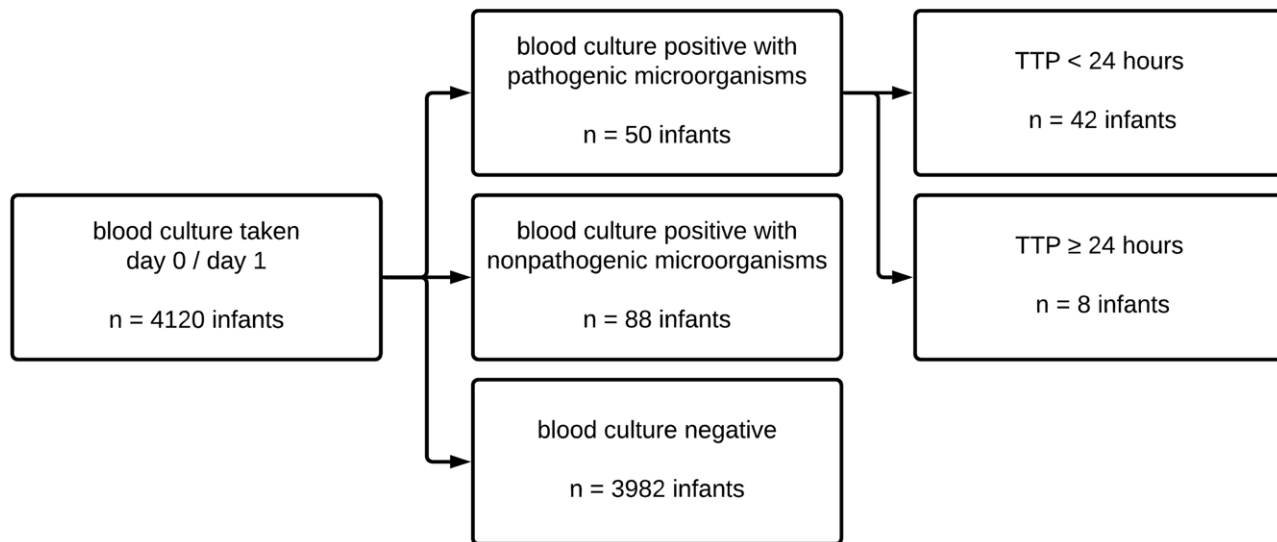 blood culture taken
day 0 / day 1
n = 4120 infants
blood culture positive with
pathogenic microorganisms
n = 50 infants
blood culture positive with
nonpathogenic microorganisms
n = 88 infants
blood culture negative
n = 3982 infants
TTP < 24 hours
n = 42 infants
TTP ≥ 24 hours
n = 8 infants